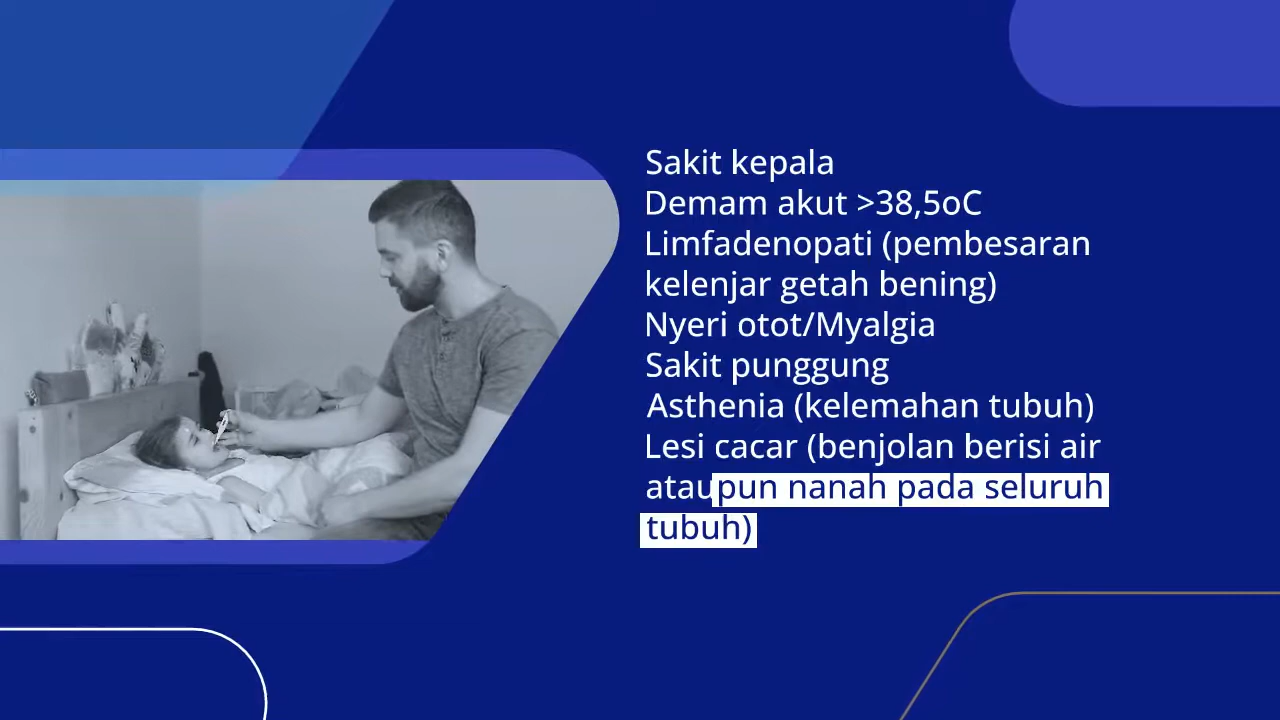 Sakit kepala
Demam akut >38,5oC
Limfadenopati (pembesaran
kelenjar getah bening)
Nyeri otot/Myalgia
Sakit punggung
Asthenia (kelemahan tubuh)
Lesi cacar (benjolan berisi air
ataupun nanah pada seluruh
tubuh)